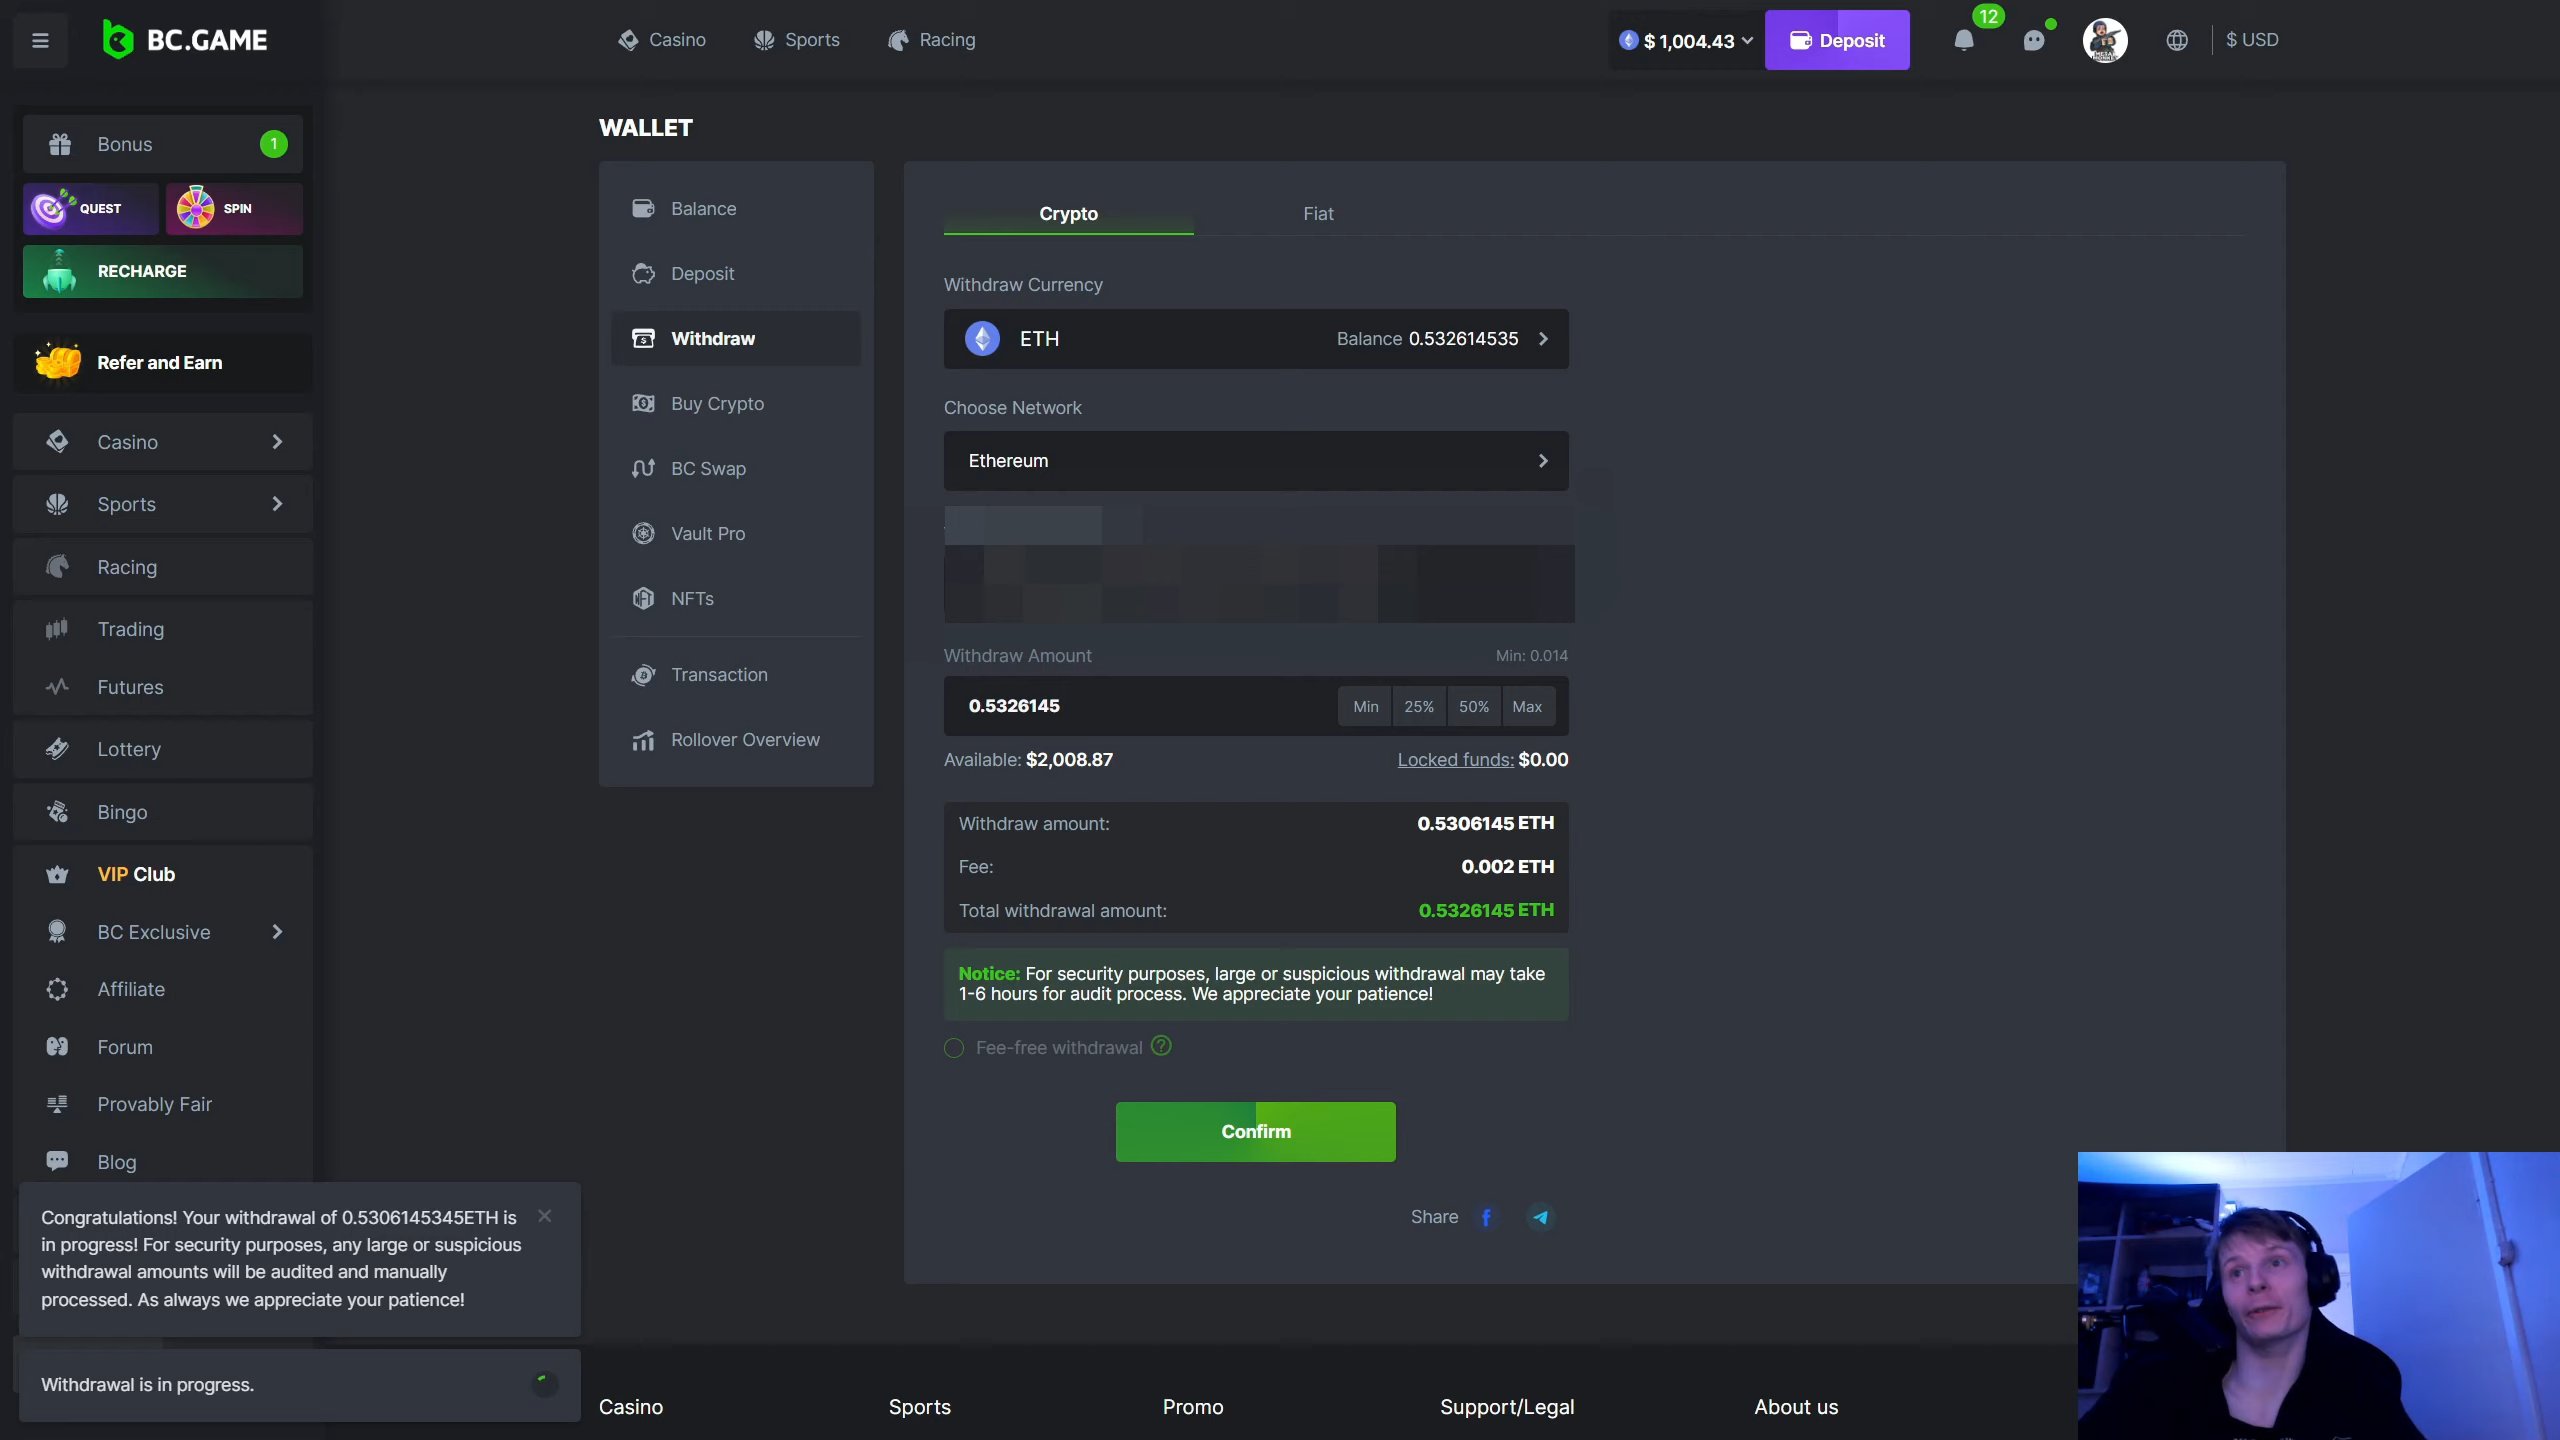 BC.GAME
Casino
Sports
Racing
$ 1,004.43
Deposit
12
$ USD
Bonus
1
QUEST
SPIN
RECHARGE
Refer and Earn
Casino
Sports
Racing
Trading
Futures
Lottery
Bingo
VIP Club
BC Exclusive
Affiliate
Forum
Provably Fair
Blog
WALLET
Balance
Deposit
Withdraw
Buy Crypto
BC Swap
Vault Pro
NFTs
Transaction
Rollover Overview
Crypto
Fiat
Withdraw Currency
ETH
Balance 0.532614535
Choose Network
Ethereum
Withdraw Amount
Min: 0.014
0.5326145
Min
25%
50%
Max
Available: $2,008.87
Locked funds: $0.00
Withdraw amount:
0.5306145 ETH
Fee:
0.002 ETH
Total withdrawal amount:
0.5326145 ETH
Notice: For security purposes, large or suspicious withdrawal may take
1-6 hours for audit process. We appreciate your patience!
Fee-free withdrawal ?
Confirm
Share
Congratulations! Your withdrawal of 0.5306145345ETH is
in progress! For security purposes, any large or suspicious
withdrawal amounts will be audited and manually
processed. As always we appreciate your patience!
Withdrawal is in progress.
Casino
Sports
Promo
Support/Legal
About us